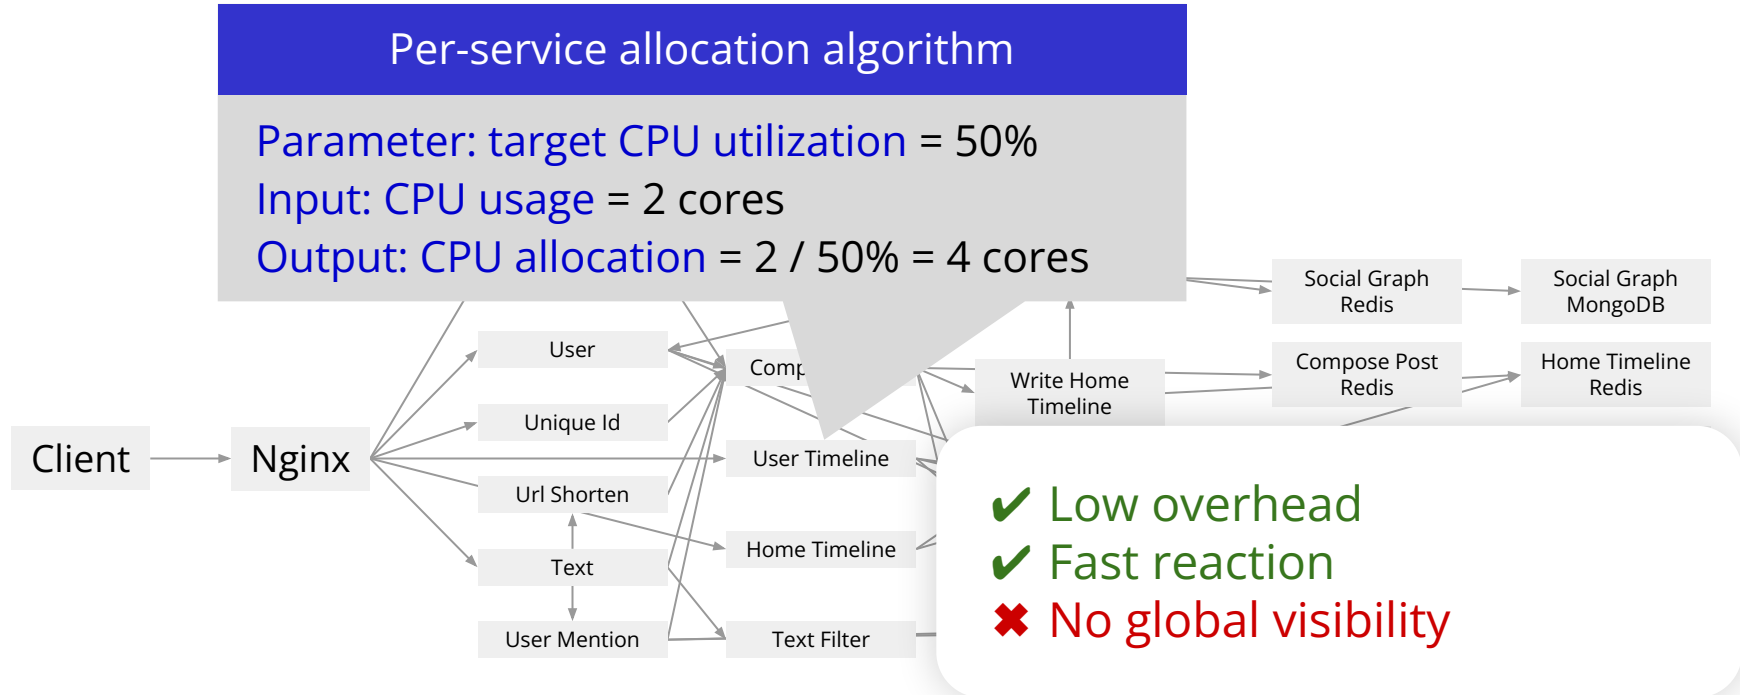 Per-service allocation algorithm
Parameter: target CPU utilization = 50%
Input: CPU usage = 2 cores
Output: CPU allocation = 2 / 50% = 4 cores
Client
Nginx
User
Unique Id
Url Shorten
Text
User Mention
User Timeline
Home Timeline
Text Filter
Write Home
Timeline
Social Graph
Redis
Social Graph
MongoDB
Compose Post
Redis
Home Timeline
Redis
✔ Low overhead
✔ Fast reaction
✖ No global visibility